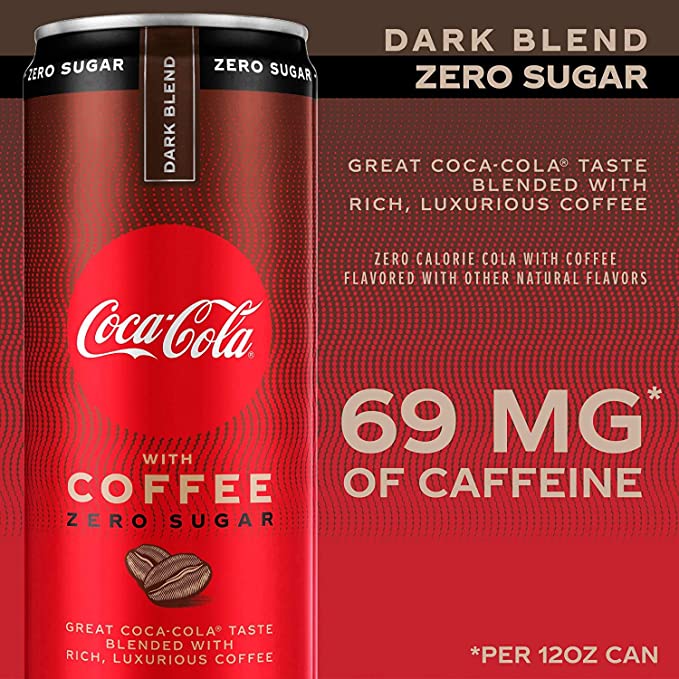 ZERO SUGAR
DARK BLEND
ZERO SUGAR
Coca-Cola®
WITH
COFFEE
ZERO SUGAR
GREAT COCA-COLA® TASTE
BLENDED WITH
RICH, LUXURIOUS COFFEE
DARK BLEND
ZERO SUGAR
GREAT COCA-COLA® TASTE
BLENDED WITH
RICH, LUXURIOUS COFFEE
ZERO CALORIE COLA WITH COFFEE
FLAVORED WITH OTHER NATURAL FLAVORS
69 MG*
OF CAFFEINE
*PER 12OZ CAN